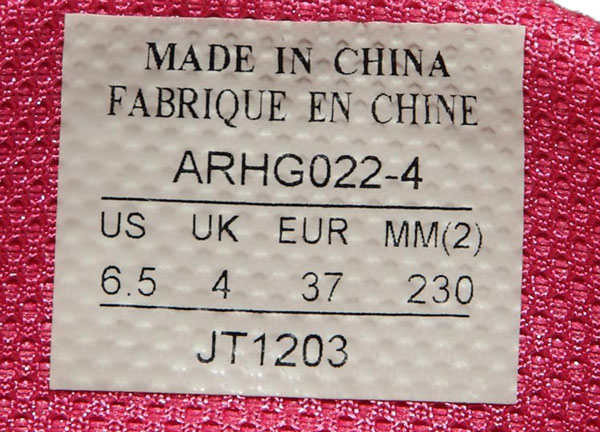 MADE IN CHINA
FABRIQUE EN CHINE
ARHG022-4
US UK EUR MM(2)
6.5 4 37 230
JT1203